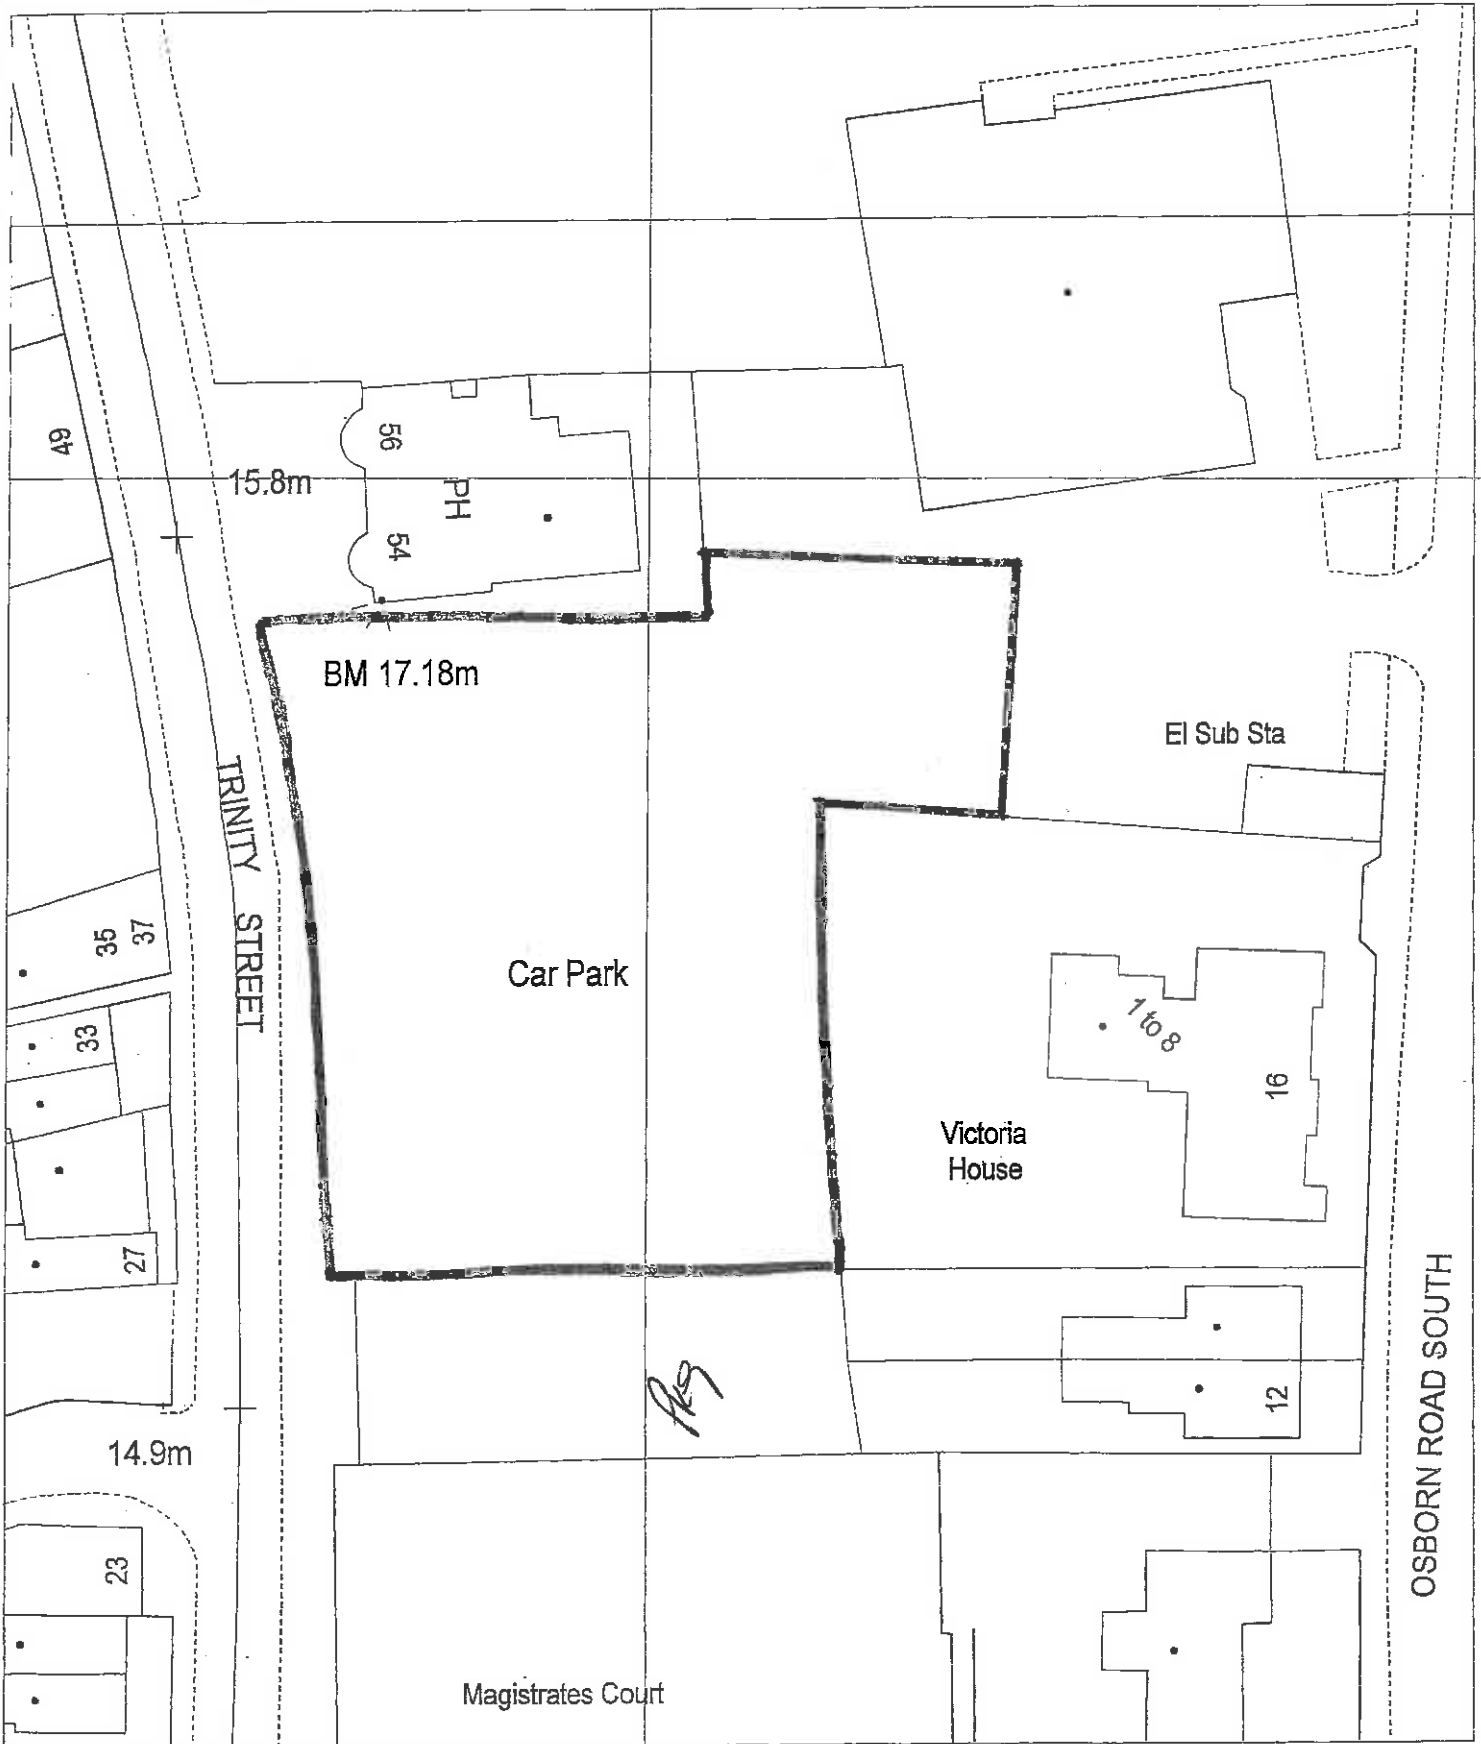 49
56
15.8m
PH
54
BM 17.18m
El Sub Sta
TRINITY STREET
35
37
Car Park
33
1 to 8
16
Victoria
House
27
12
OSBORN ROAD SOUTH
14.9m
23
Magistrates Court